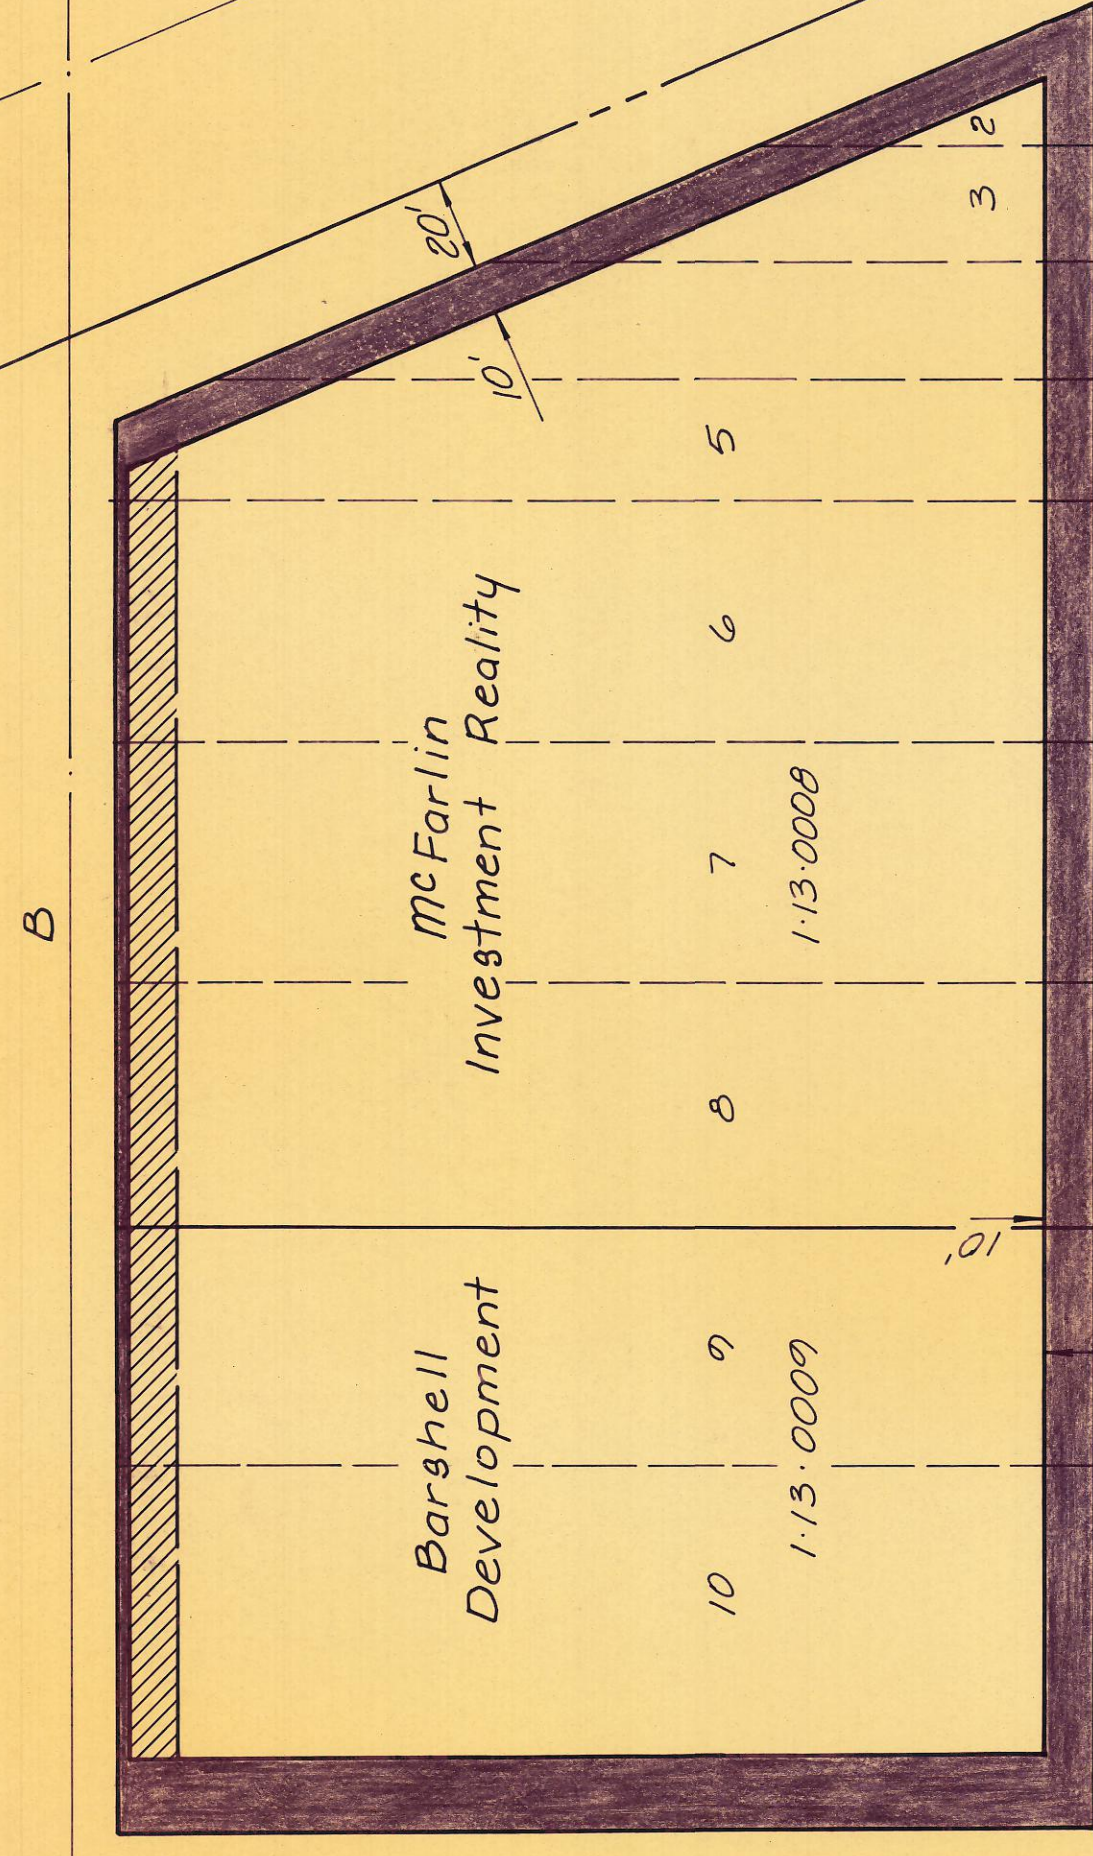 B
20'
10'
2
3
5
6
7
8
9
10
McFarlin
Investment Reality
1·13·0008
Barshell
Development
1·13·0009
10'